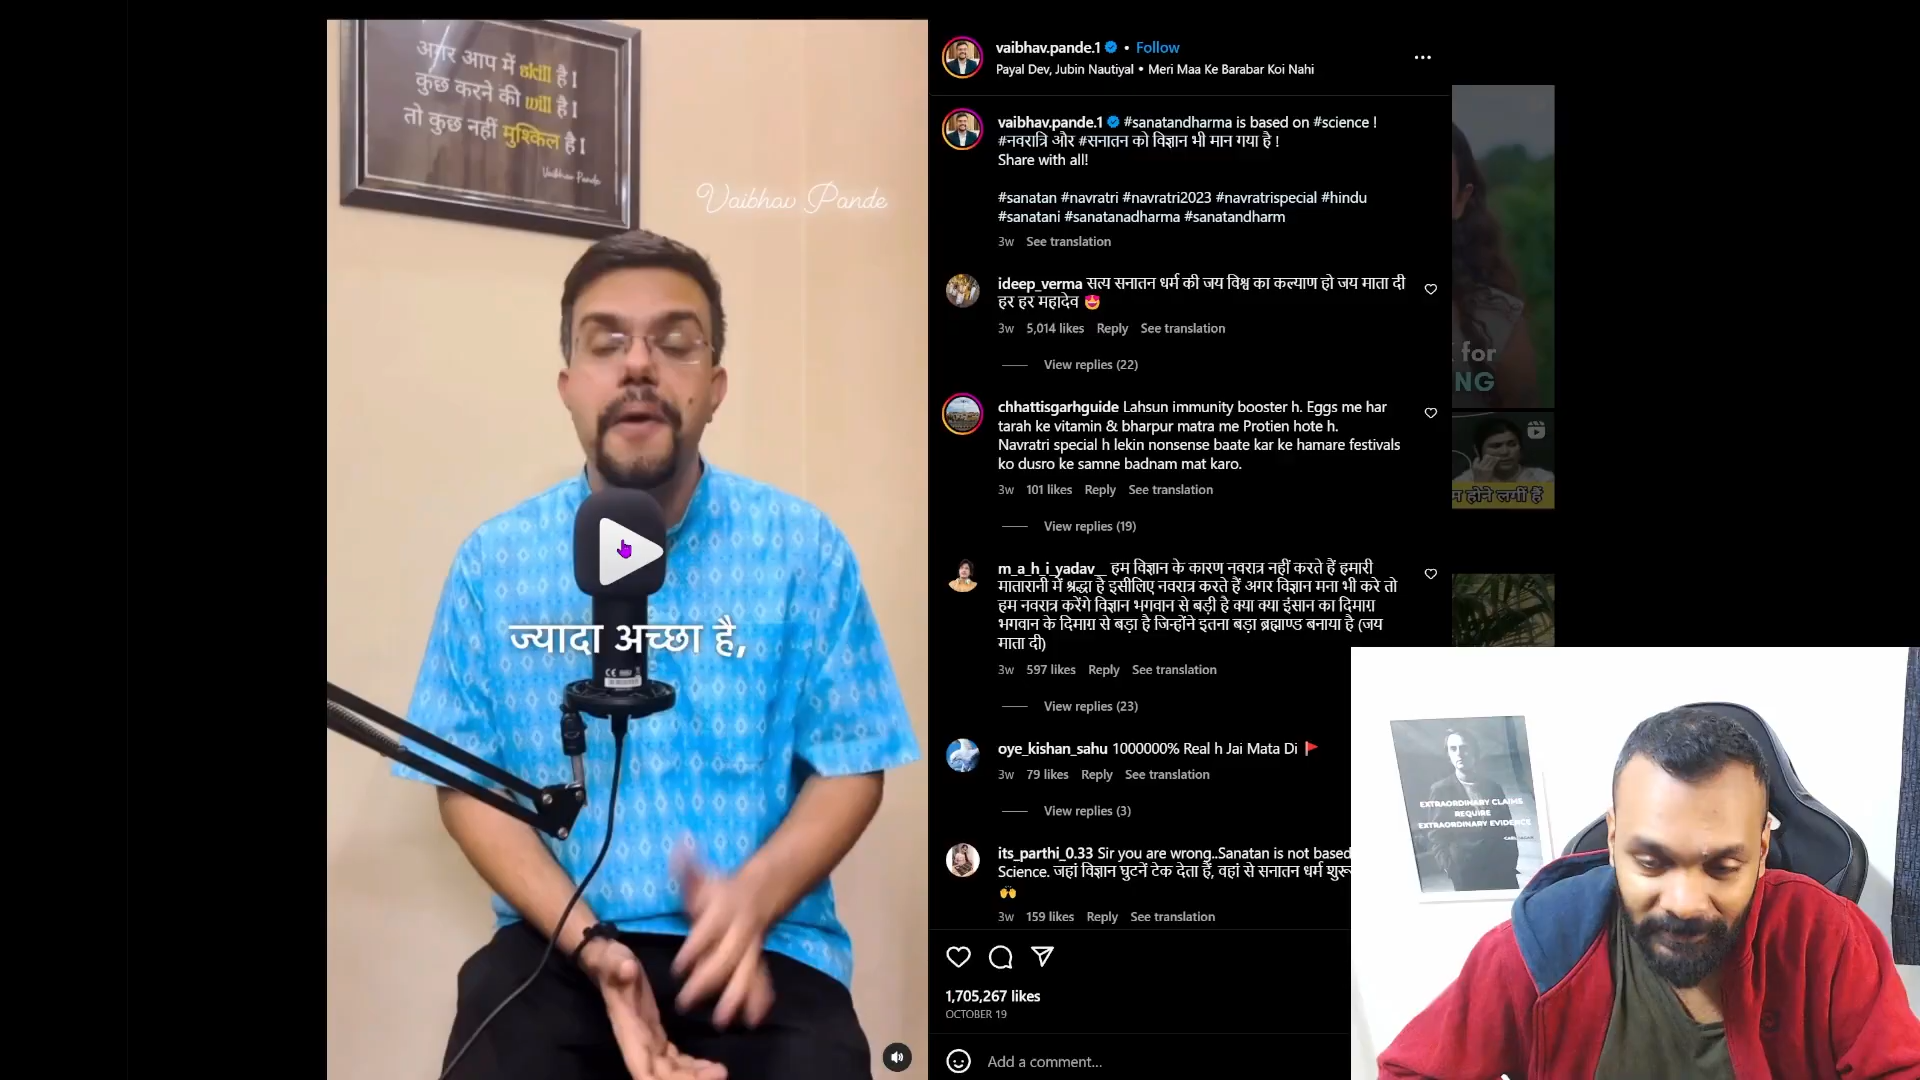 अगर आप में skill है I
कुछ करने की will है I
तो कुछ नहीं मुश्किल है I
Vaibhav Pande
Vaibhav Pande
ज्यादा अच्छा है,
vaibhav.pande.1 • Follow
Payal Dev, Jubin Nautiyal • Meri Maa Ke Barabar Koi Nahi
vaibhav.pande.1 #sanatandharma is based on #science !
#नवरात्रि और #सनातन को विज्ञान भी मान गया है !
Share with all!
#sanatan #navratri #navratri2023 #navratrispecial #hindu
#sanatani #sanatanadharma #sanatandharm
3w See translation
ideep_verma सत्य सनातन धर्म की जय विश्व का कल्याण हो जय माता दी
हर हर महादेव 😍
3w 5,014 likes Reply See translation
View replies (22)
chhattisgarhguide Lahsun immunity booster h. Eggs me har
tarah ke vitamin & bharpur matra me Protien hote h.
Navratri special h lekin nonsense baate kar ke hamare festivals
ko dusro ke samne badnam mat karo.
3w 101 likes Reply See translation
View replies (19)
m_a_h_i_yadav__ हम विज्ञान के कारण नवरात्र नहीं करते हैं हमारी
मातारानी में श्रद्धा है इसीलिए नवरात्र करते हैं अगर विज्ञान मना भी करे तो
हम नवरात्र करेंगे विज्ञान भगवान से बड़ी है क्या क्या इंसान का दिमाग़
भगवान के दिमाग़ से बड़ा है जिन्होंने इतना बड़ा ब्रह्माण्ड बनाया है (जय
माता दी)
3w 597 likes Reply See translation
View replies (23)
oye_kishan_sahu 1000000% Real h Jai Mata Di 🚩
3w 79 likes Reply See translation
View replies (3)
its_parthi_0.33 Sir you are wrong..Sanatan is not based
Science. जहां विज्ञान घुटनें टेक देता हैं, वहां से सनातन धर्म
🙌
3w 159 likes Reply See translation
1,705,267 likes
OCTOBER 19
Add a comment...
for
NG
होने लगीं हैं
EXTRAORDINARY CLAIMS
REQUIRE
EXTRAORDINARY EVIDENCE